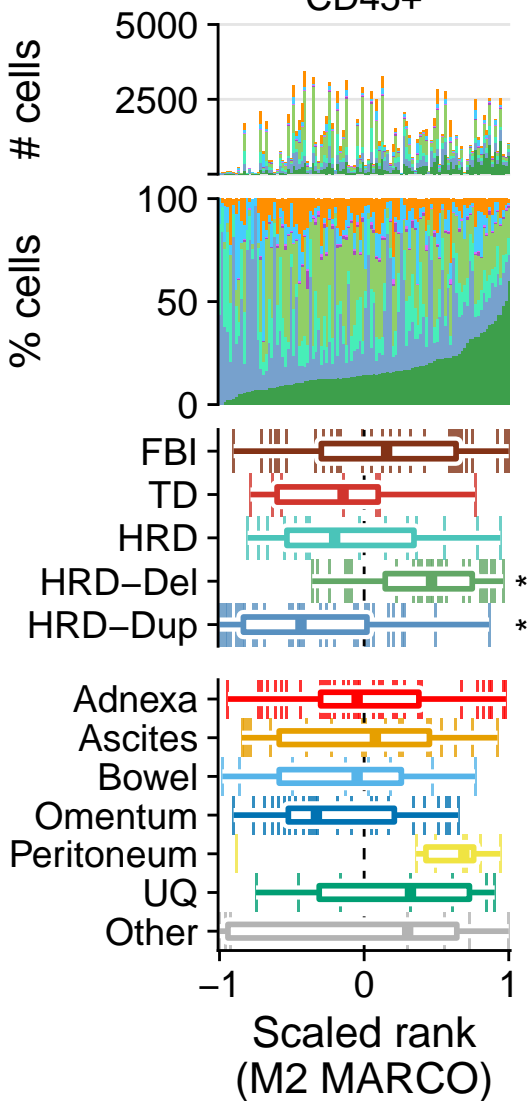 CD45+
5000
2500
# cells
100
50
0
% cells
FBI
TD
HRD
HRD−Del *
HRD−Dup *
Adnexa
Ascites
Bowel
Omentum
Peritoneum
UQ
Other
−1 0 1
Scaled rank
(M2 MARCO)